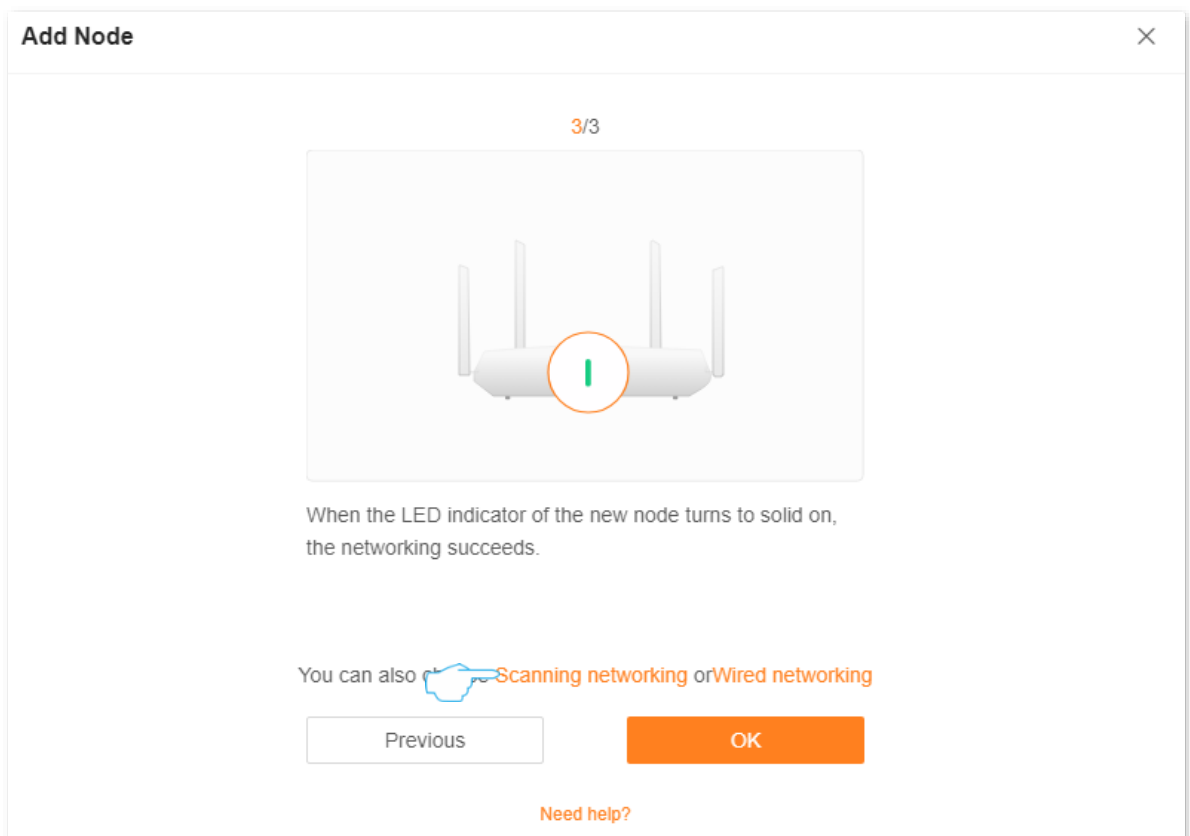 Add Node
3/3
When the LED indicator of the new node turns to solid on,
the networking succeeds.
You can also Scanning networking orWired networking
Previous
OK
Need help?